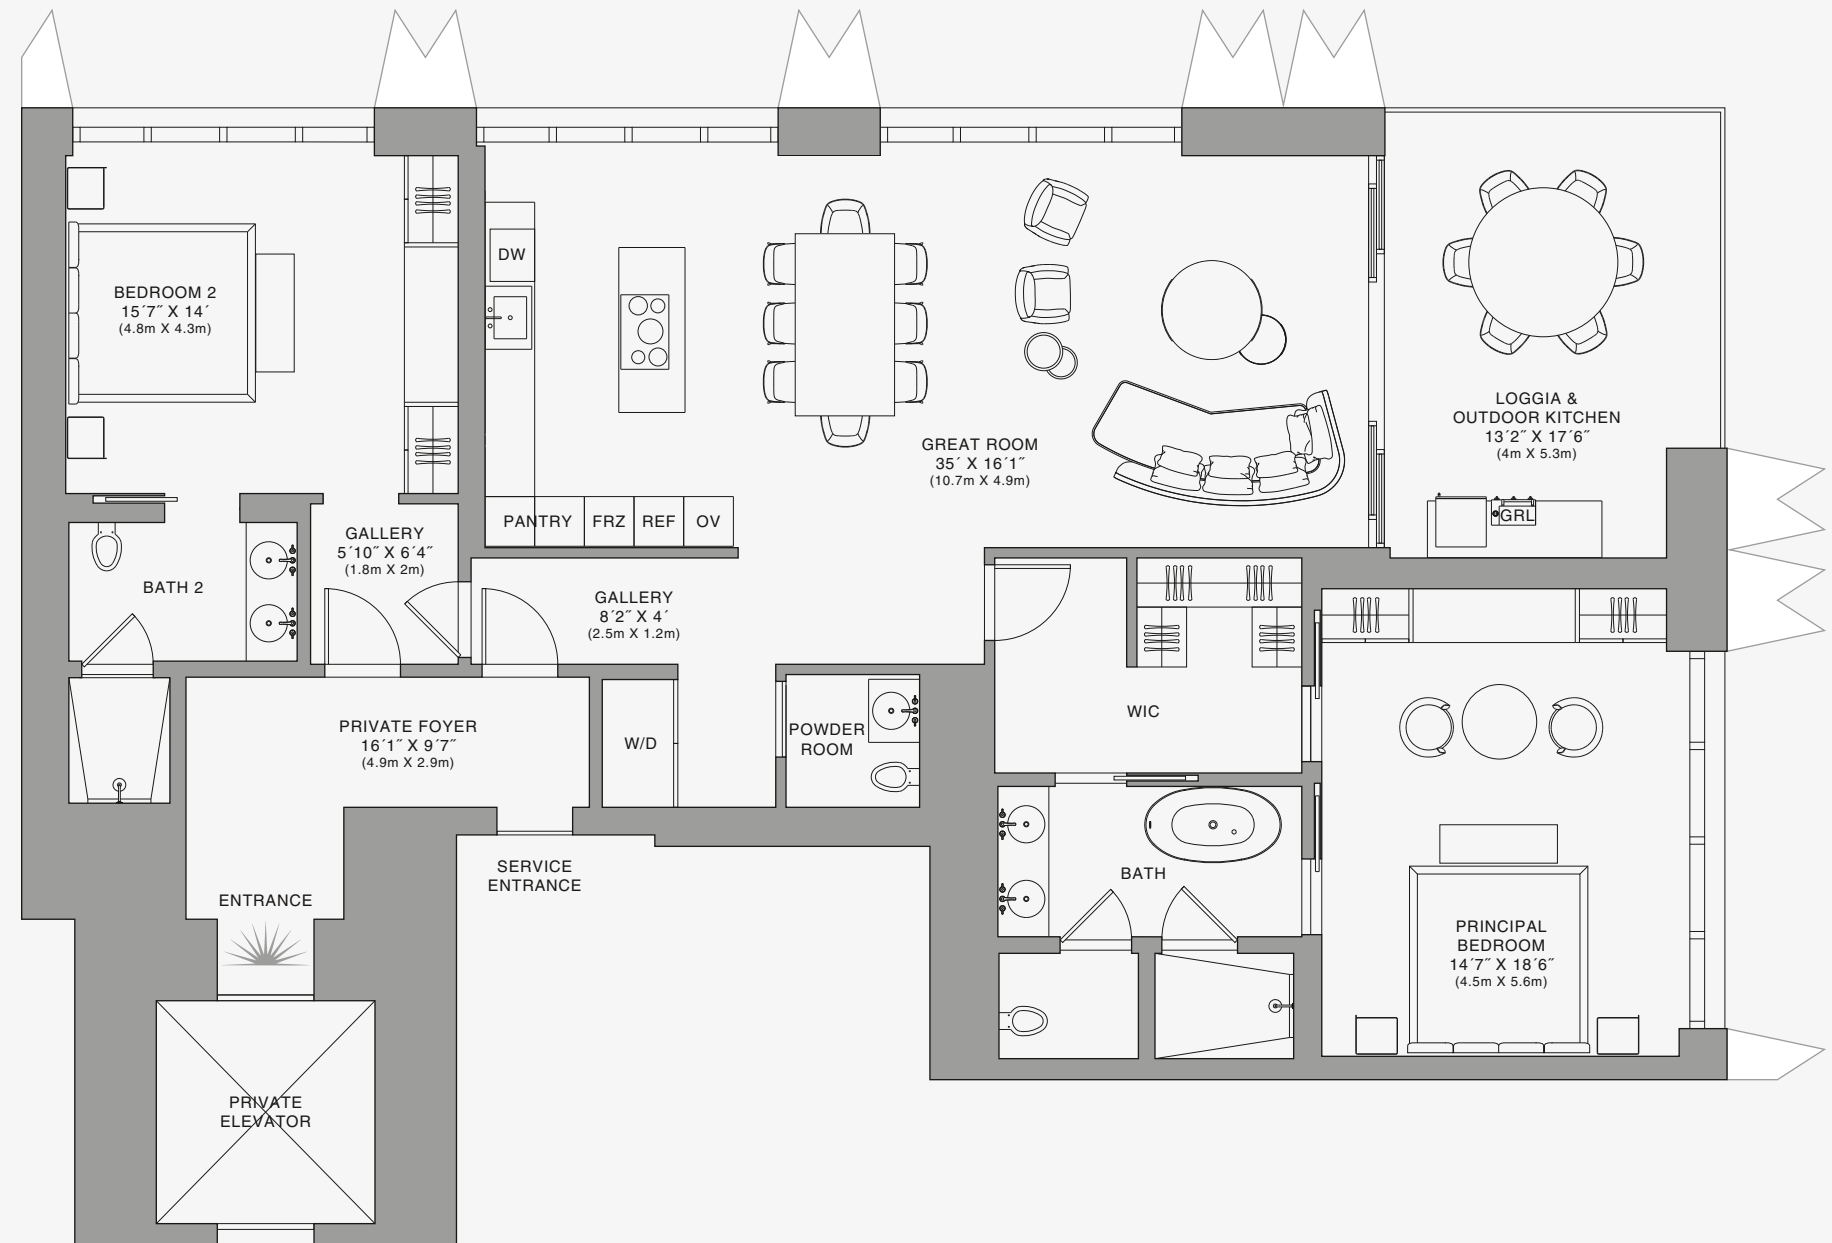 BEDROOM 2
15´7˝ X 14´
(4.8m X 4.3m)
DW
GREAT ROOM
35´ X 16´1˝
(10.7m X 4.9m)
LOGGIA &
OUTDOOR KITCHEN
13´2˝ X 17´6˝
(4m X 5.3m)
GRL
PANTRY
FRZ
REF
OV
GALLERY
5´10˝ X 6´4˝
(1.8m X 2m)
BATH 2
GALLERY
8´2˝ X 4´
(2.5m X 1.2m)
PRIVATE FOYER
16´1˝ X 9´7˝
(4.9m X 2.9m)
W/D
POWDER
ROOM
WIC
SERVICE
ENTRANCE
ENTRANCE
BATH
PRINCIPAL
BEDROOM
14´7˝ X 18´6˝
(4.5m X 5.6m)
PRIVATE
ELEVATOR